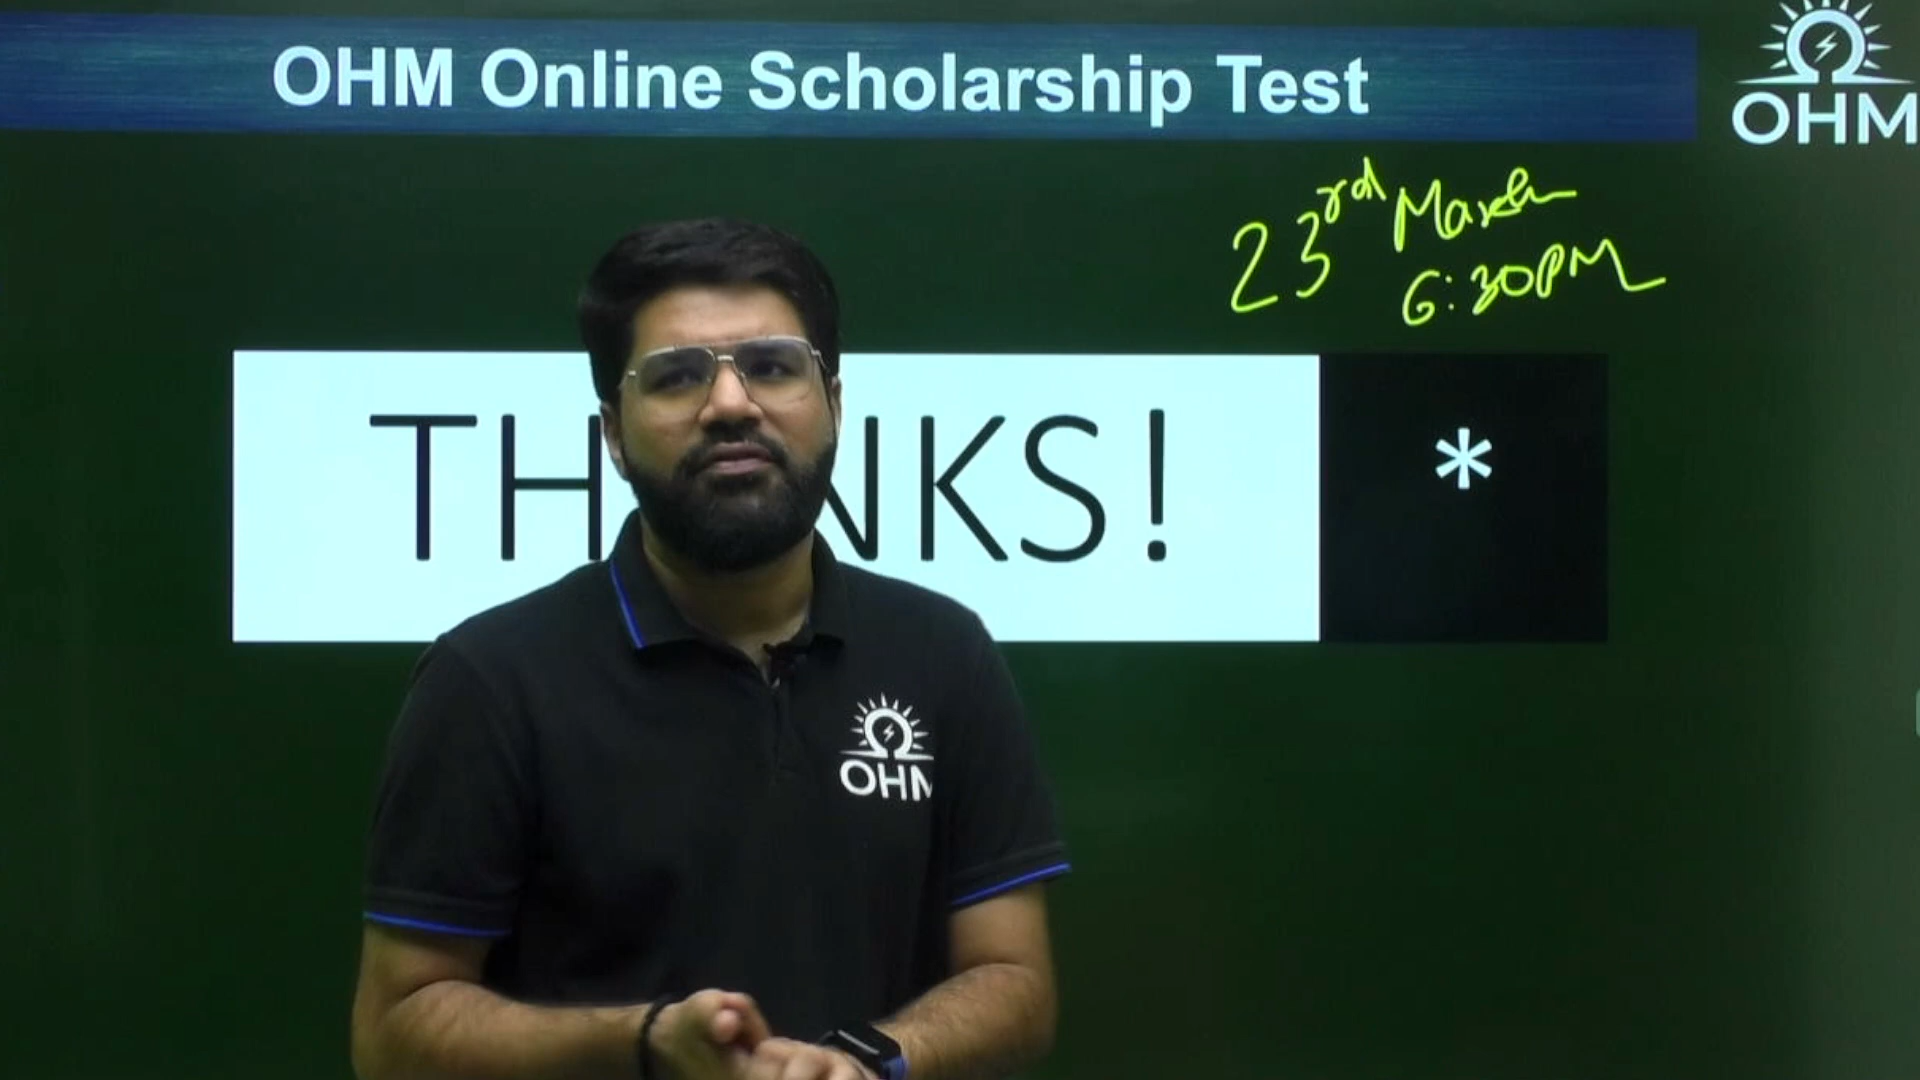 OHM Online Scholarship Test
OHM
23rd March
6:30PM
TH NKS!
*
OHM